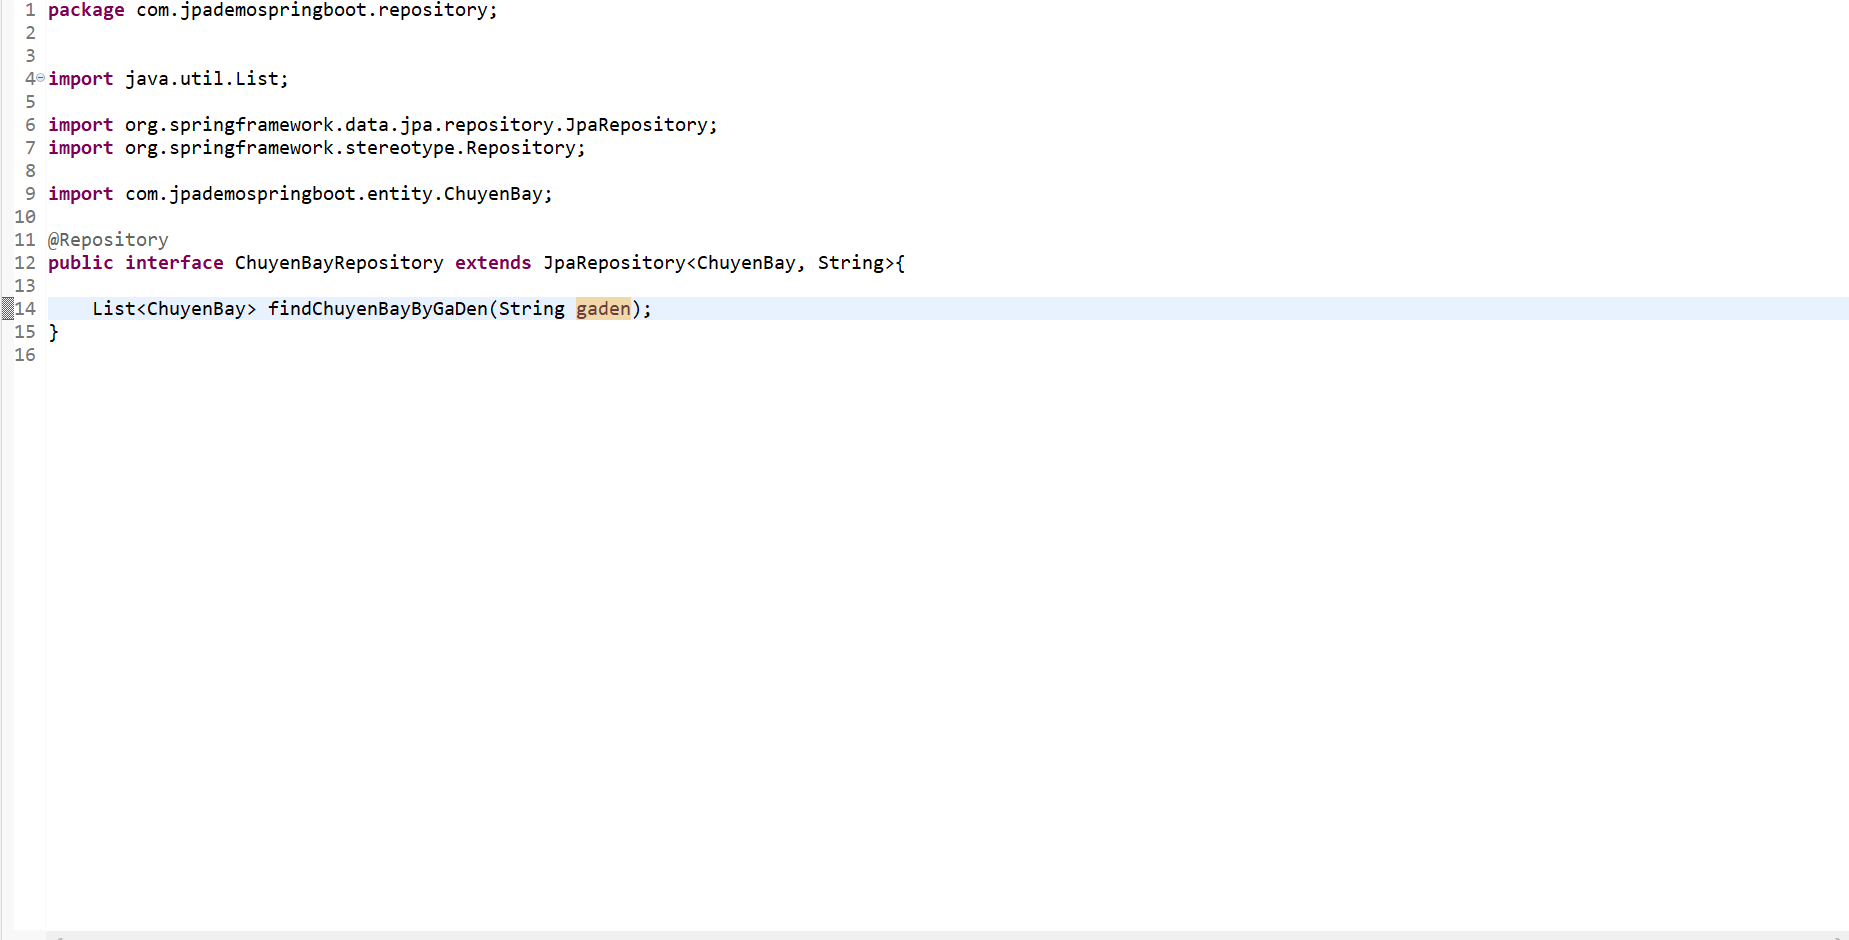 1 package com.jpademospringboot.repository;
2
3
4 import java.util.List;
5
6 import org.springframework.data.jpa.repository.JpaRepository;
7 import org.springframework.stereotype.Repository;
8
9 import com.jpademospringboot.entity.ChuyenBay;
10
11 @Repository
12 public interface ChuyenBayRepository extends JpaRepository<ChuyenBay, String>{
13
14     List<ChuyenBay> findChuyenBayByGaDen(String gaden);
15 }
16